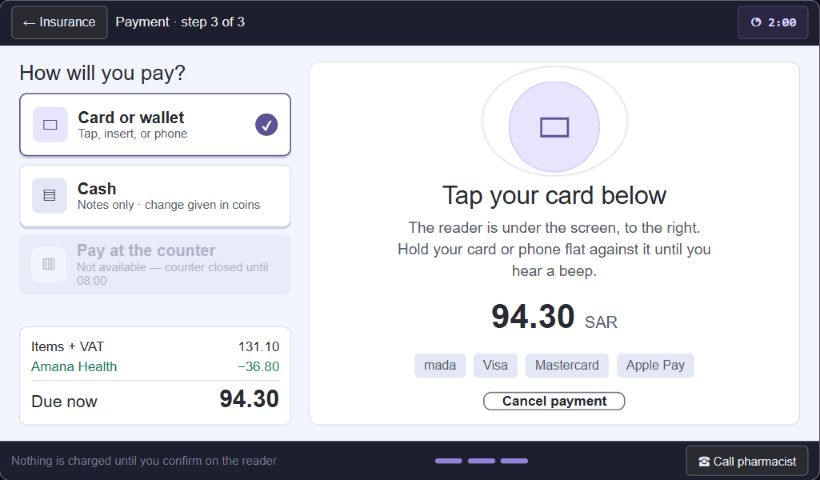 ← Insurance
Payment · step 3 of 3
2:00
How will you pay?
Card or wallet
Tap, insert, or phone
Cash
Notes only · change given in coins
Pay at the counter
Not available — counter closed until
08:00
Items + VAT 131.10
Amana Health −36.80
Due now 94.30
Tap your card below
The reader is under the screen, to the right.
Hold your card or phone flat against it until you
hear a beep.
94.30 SAR
mada Visa Mastercard Apple Pay
Cancel payment
Nothing is charged until you confirm on the reader
☎ Call pharmacist